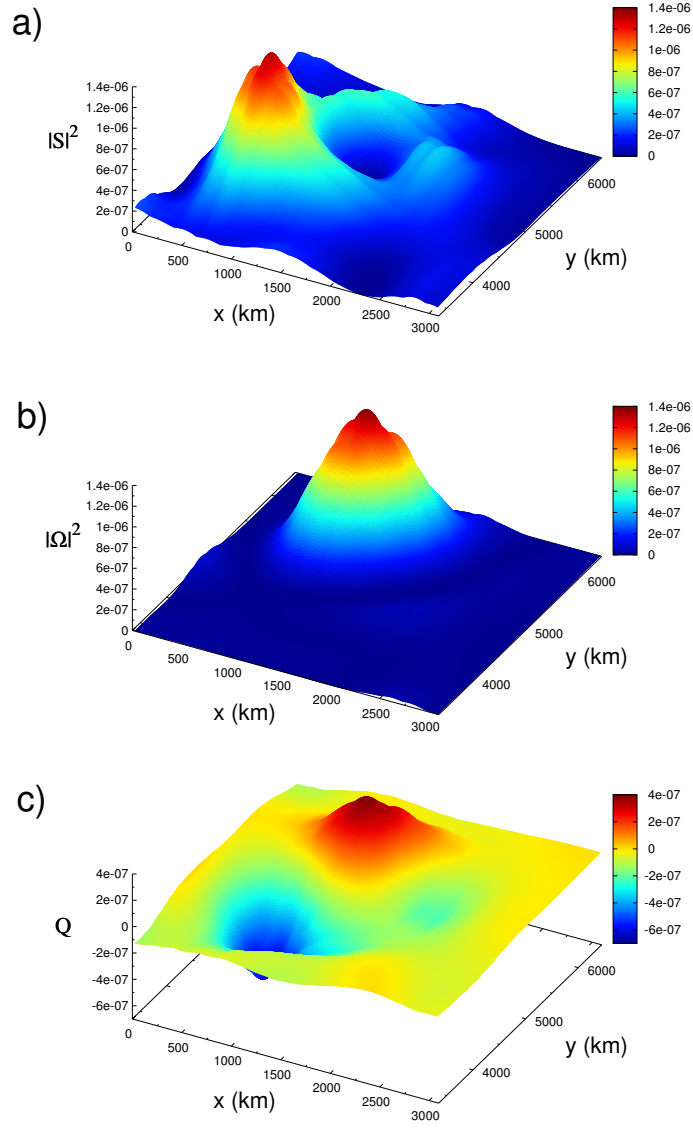 a)
1.4e-06
1.2e-06
1e-06
8e-07
6e-07
4e-07
2e-07
0
|S|²
1.4e-06
1.2e-06
1e-06
8e-07
6e-07
4e-07
2e-07
0
0
500
1000
1500
2000
2500
3000
x (km)
4000
5000
6000
y (km)
b)
1.4e-06
1.2e-06
1e-06
8e-07
6e-07
4e-07
2e-07
0
|Ω|²
1.4e-06
1.2e-06
1e-06
8e-07
6e-07
4e-07
2e-07
0
0
500
1000
1500
2000
2500
3000
x (km)
4000
5000
6000
y (km)
c)
4e-07
2e-07
0
-2e-07
-4e-07
-6e-07
Q
4e-07
2e-07
0
-2e-07
-4e-07
-6e-07
0
500
1000
1500
2000
2500
3000
x (km)
4000
5000
6000
y (km)